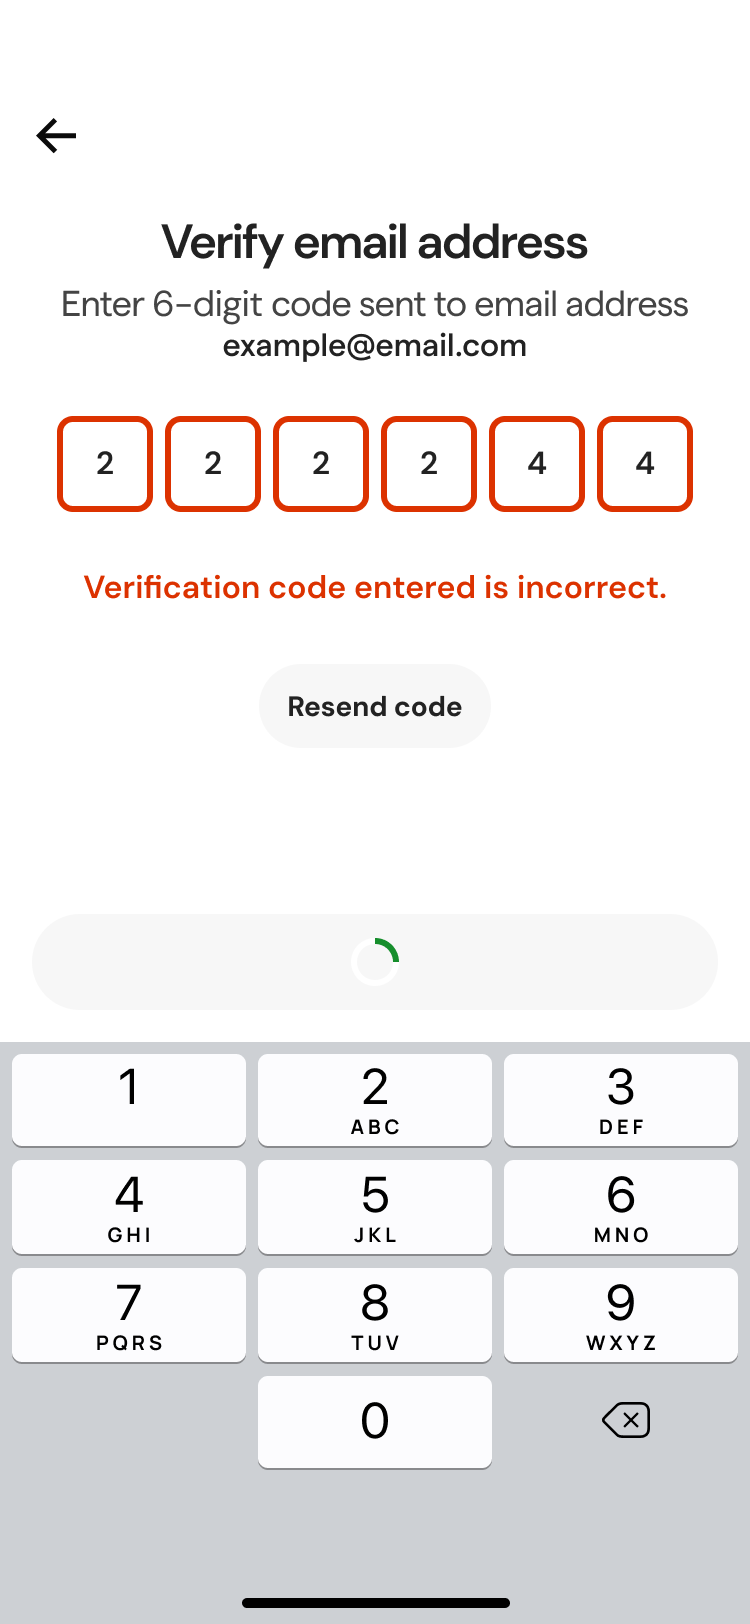 Verify email address
Enter 6-digit code sent to email address
example@email.com
2 2 2 2 4 4
Verification code entered is incorrect.
Resend code
1 2 3
ABC DEF
4 5 6
GHI JKL MNO
7 8 9
PQRS TUV WXYZ
0